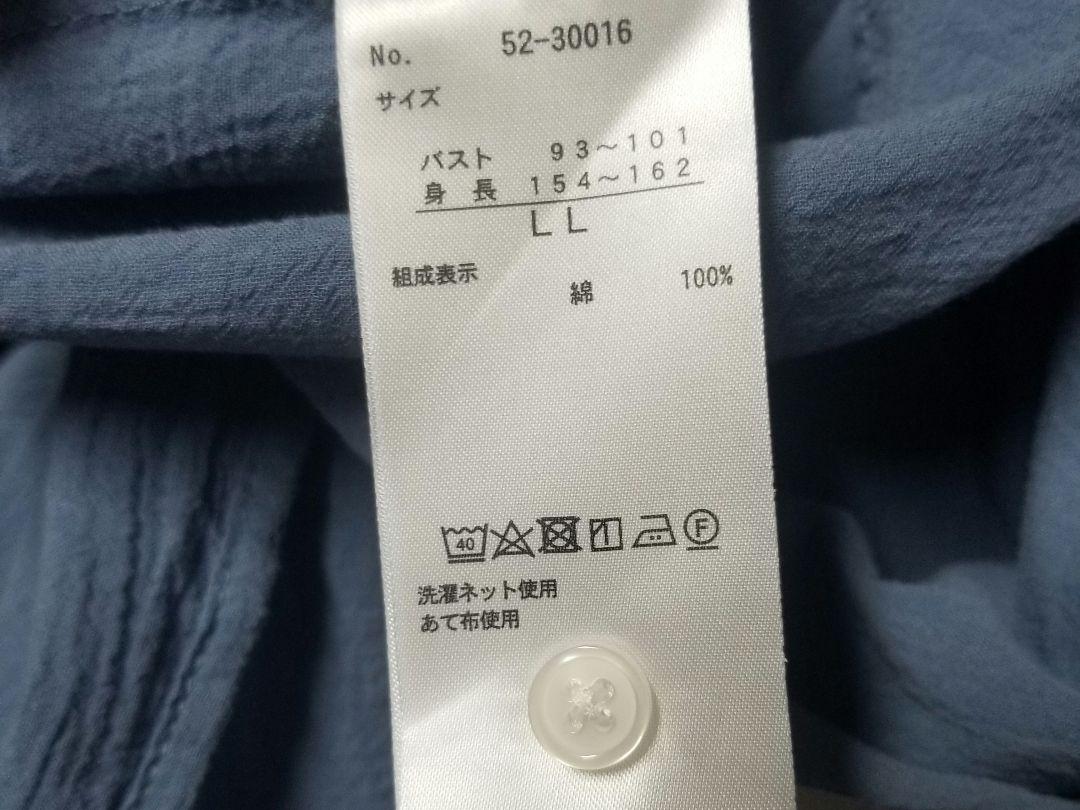 No. 52-30016
サイズ
バスト 93～101
身長 154～162
LL
組成表示
綿 100%
40 F
洗濯ネット使用
あて布使用